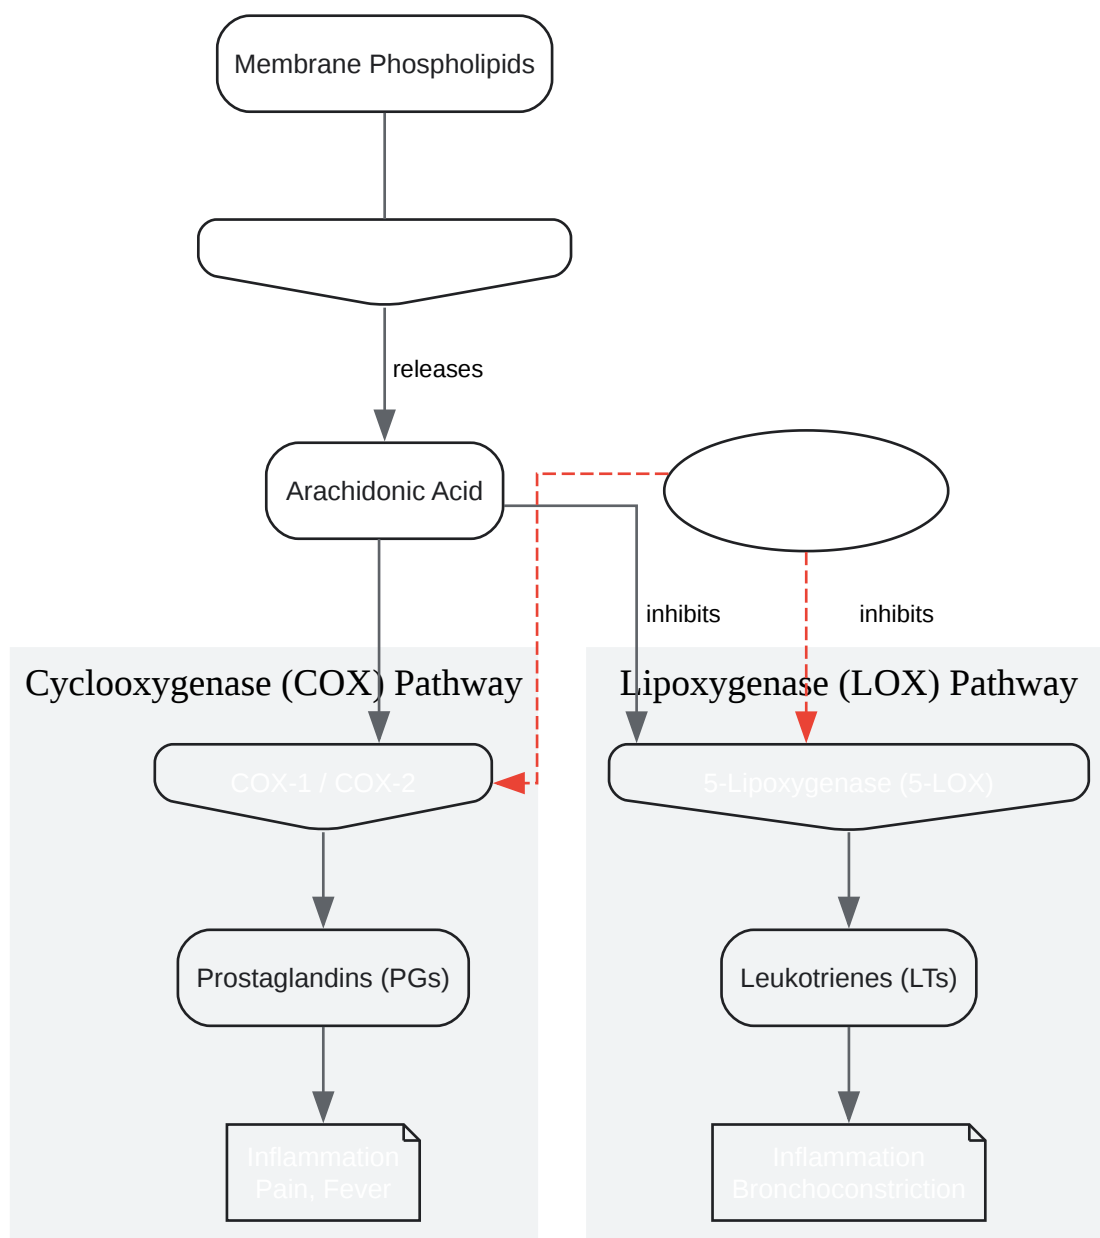 Membrane Phospholipids
releases
Arachidonic Acid
inhibits
inhibits
Cyclooxygenase (COX) Pathway
Lipoxygenase (LOX) Pathway
COX-1 / COX-2
5-Lipoxygenase (5-LOX)
Prostaglandins (PGs)
Leukotrienes (LTs)
Inflammation
Pain, Fever
Inflammation
Bronchoconstriction